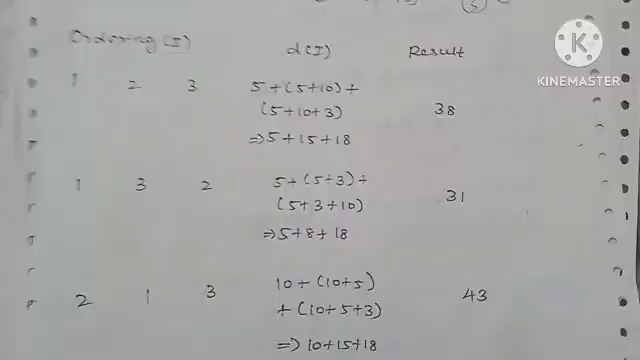 Ordering (I) d(I) Result
1 2 3 5+(5+10)+
(5+10+3) 38
⇒5+15+18
1 3 2 5+(5+3)+
(5+3+10) 31
⇒5+8+18
2 1 3 10+(10+5)
+(10+5+3) 43
⇒10+15+18
KINEMASTER